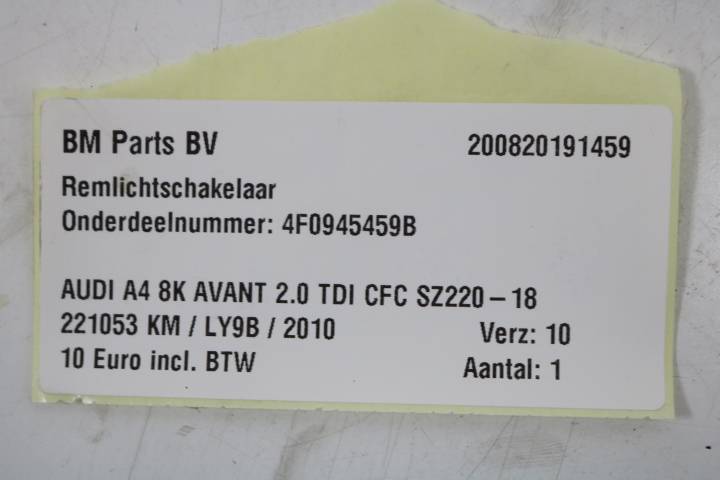 BM Parts BV 200820191459
Remlichtschakelaar
Onderdeelnummer: 4F0945459B
AUDI A4 8K AVANT 2.0 TDI CFC SZ220-18
221053 KM / LY9B / 2010 Verz: 10
10 Euro incl. BTW Aantal: 1